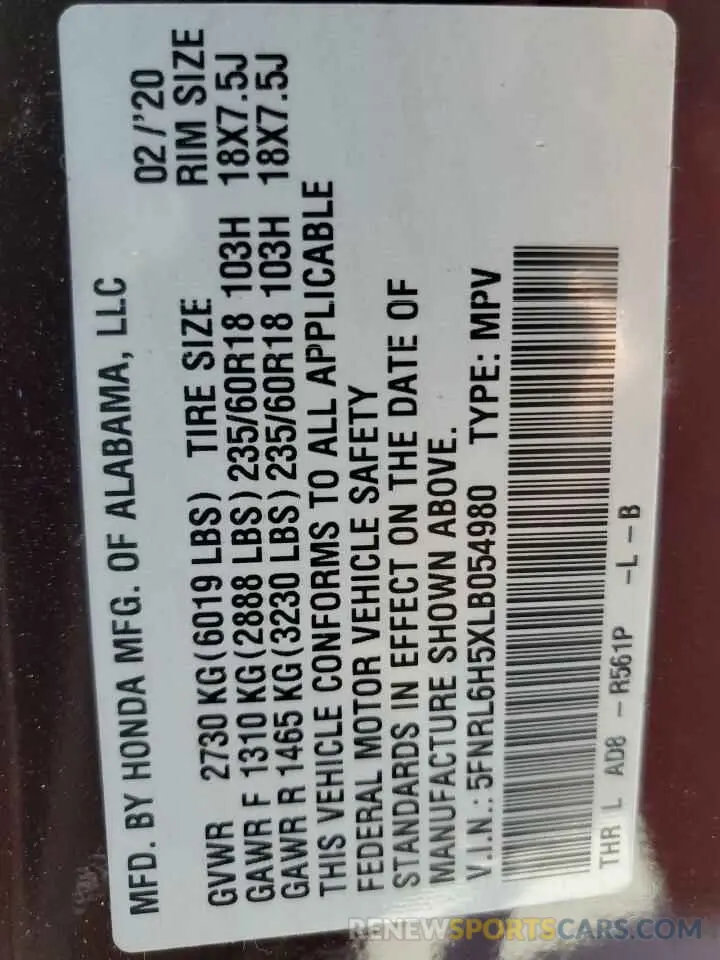 MFD. BY HONDA MFG. OF ALABAMA, LLC
02/'20
GVWR 2730 KG(6019 LBS) TIRE SIZE RIM SIZE
GAWR F 1310 KG(2888 LBS)235/60R18 103H 18X7.5J
GAWR R 1465 KG(3230 LBS)235/60R18 103H 18X7.5J
THIS VEHICLE CONFORMS TO ALL APPLICABLE
FEDERAL MOTOR VEHICLE SAFETY
STANDARDS IN EFFECT ON THE DATE OF
MANUFACTURE SHOWN ABOVE.
V.I.N.: 5FNRL6H5XLB054980 TYPE: MPV
THR L AD8 -R561P -L-B
RENEWSPORTSCARS.COM